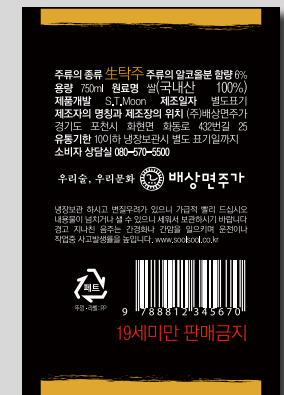 주류의 종류 生탁주 주류의 알코올분 함량 6%
용량 750ml 원료명 쌀(국내산 100%)
제품개발 S.T.Moon 제조일자 별도표기
제조자의 명칭과 제조장의 위치 (주)배상면주가
경기도 포천시 화현면 화동로 432번길 25
유통기한 10이하 냉장보관시 별도 표기일까지
소비자 상담실 080-570-5500
우리술, 우리문화 배상면주가
냉장보관 하시고 변질우려가 있으니 가급적 빨리 드십시오
내용물이 넘치거나 샐 수 있으니 세워서 보관하시기 바랍니다
경고 지나친 음주는 간경화나 간암을 일으키며 운전이나
작업중 사고발생률을 높입니다. www.soolsool.co.kr
페트
뚜껑·라벨 : PP
9 788812 345670
19세미만 판매금지